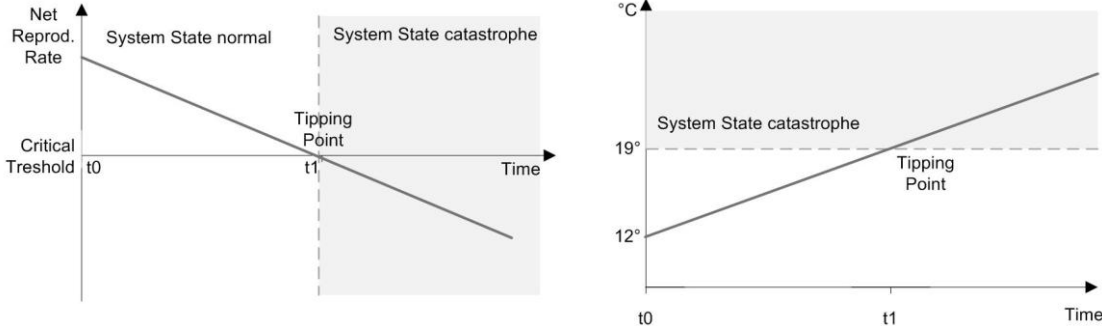 Net
Reprod.
Rate
System State normal
System State catastrophe
Tipping
Point
Critical
Treshold
t0
t1
Time
°C
System State catastrophe
19°
Tipping
Point
12°
t0
t1
Time